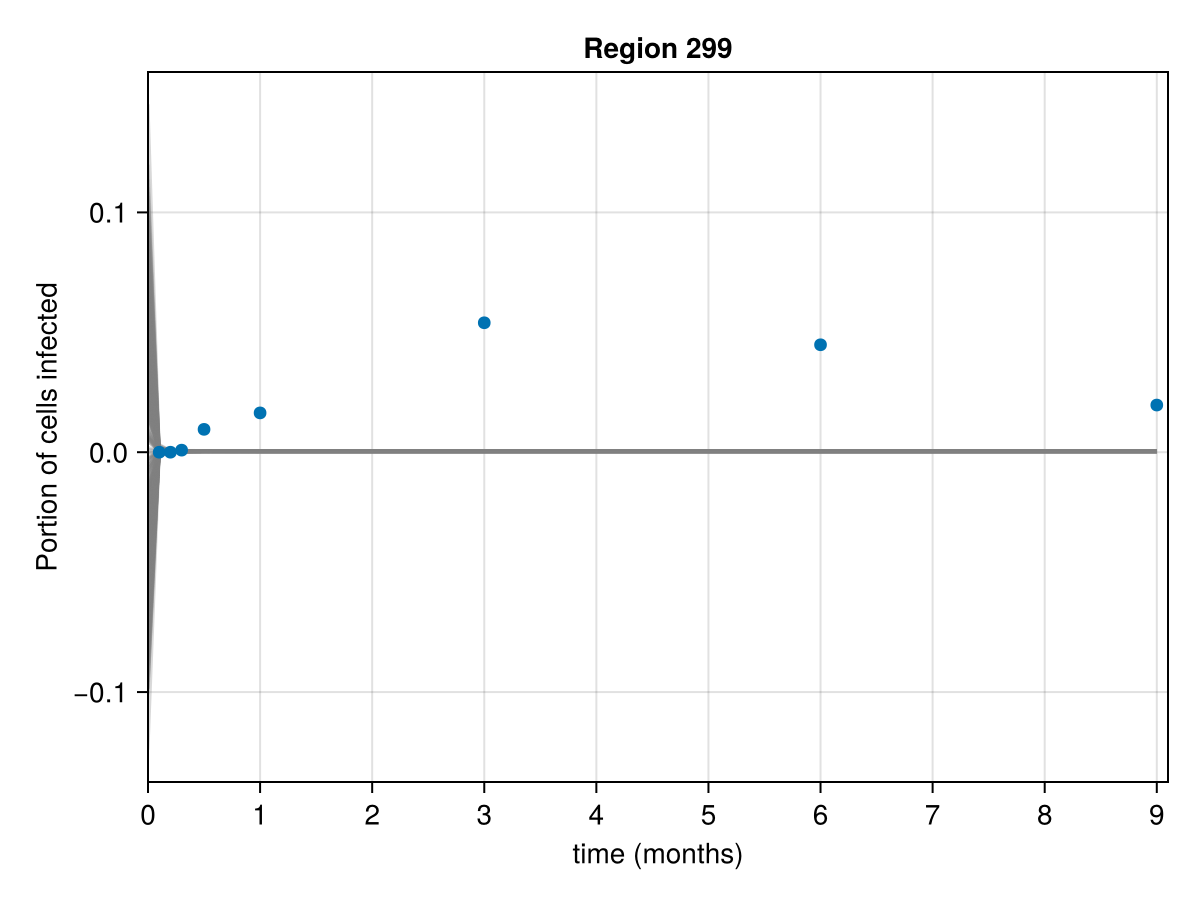 Region 299
Portion of cells infected
0.1
0.0
−0.1
0 1 2 3 4 5 6 7 8 9
time (months)